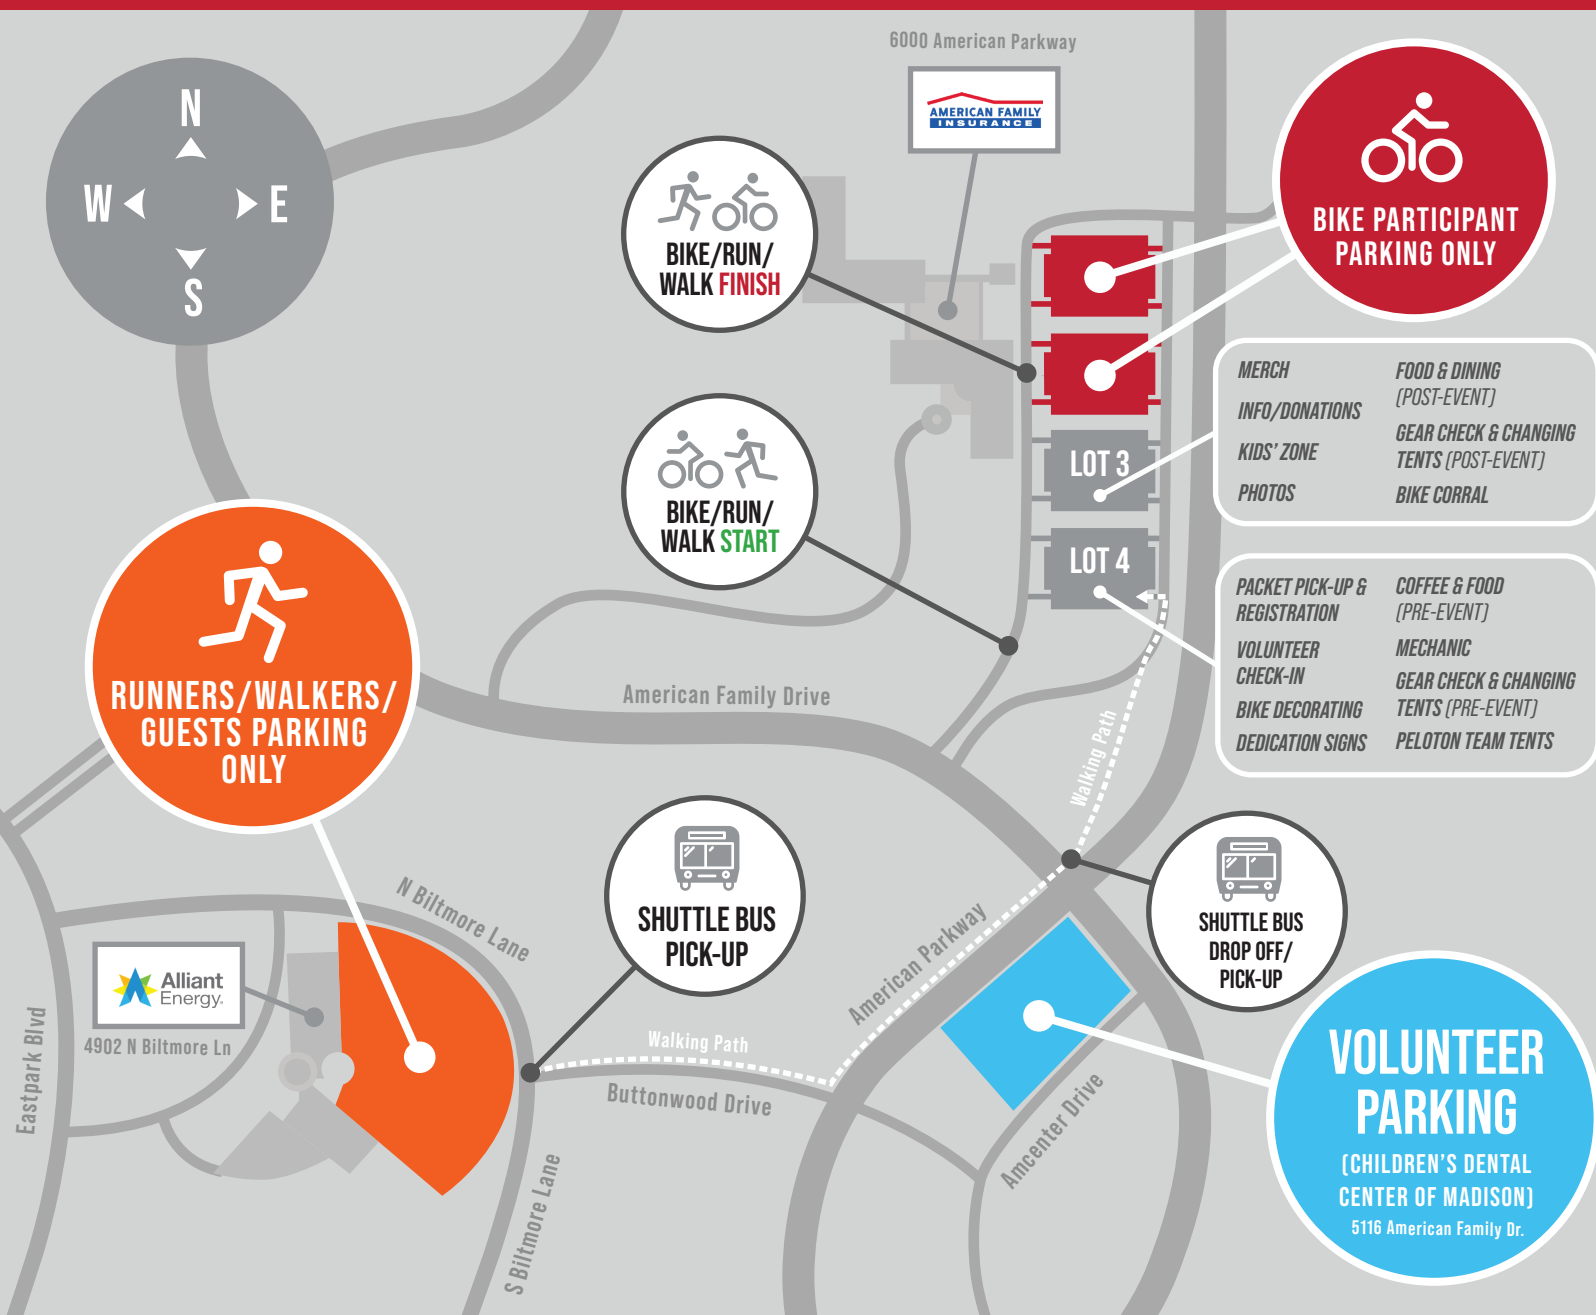 6000 American Parkway
AMERICAN FAMILY
INSURANCE
N
W
E
S
BIKE/RUN/
WALK FINISH
BIKE PARTICIPANT
PARKING ONLY
MERCH
INFO/DONATIONS
KIDS' ZONE
PHOTOS
FOOD & DINING
(POST-EVENT)
GEAR CHECK & CHANGING
TENTS (POST-EVENT)
BIKE CORRAL
LOT 3
BIKE/RUN/
WALK START
LOT 4
PACKET PICK-UP &
REGISTRATION
VOLUNTEER
CHECK-IN
BIKE DECORATING
DEDICATION SIGNS
COFFEE & FOOD
(PRE-EVENT)
MECHANIC
GEAR CHECK & CHANGING
TENTS (PRE-EVENT)
PELOTON TEAM TENTS
RUNNERS/WALKERS/
GUESTS PARKING
ONLY
American Family Drive
Walking Path
N Biltmore Lane
SHUTTLE BUS
PICK-UP
American Parkway
SHUTTLE BUS
DROP OFF/
PICK-UP
Alliant
Energy.
4902 N Biltmore Ln
Eastpark Blvd
Walking Path
Buttonwood Drive
Amcenter Drive
S Biltmore Lane
VOLUNTEER
PARKING
(CHILDREN'S DENTAL
CENTER OF MADISON)
5116 American Family Dr.